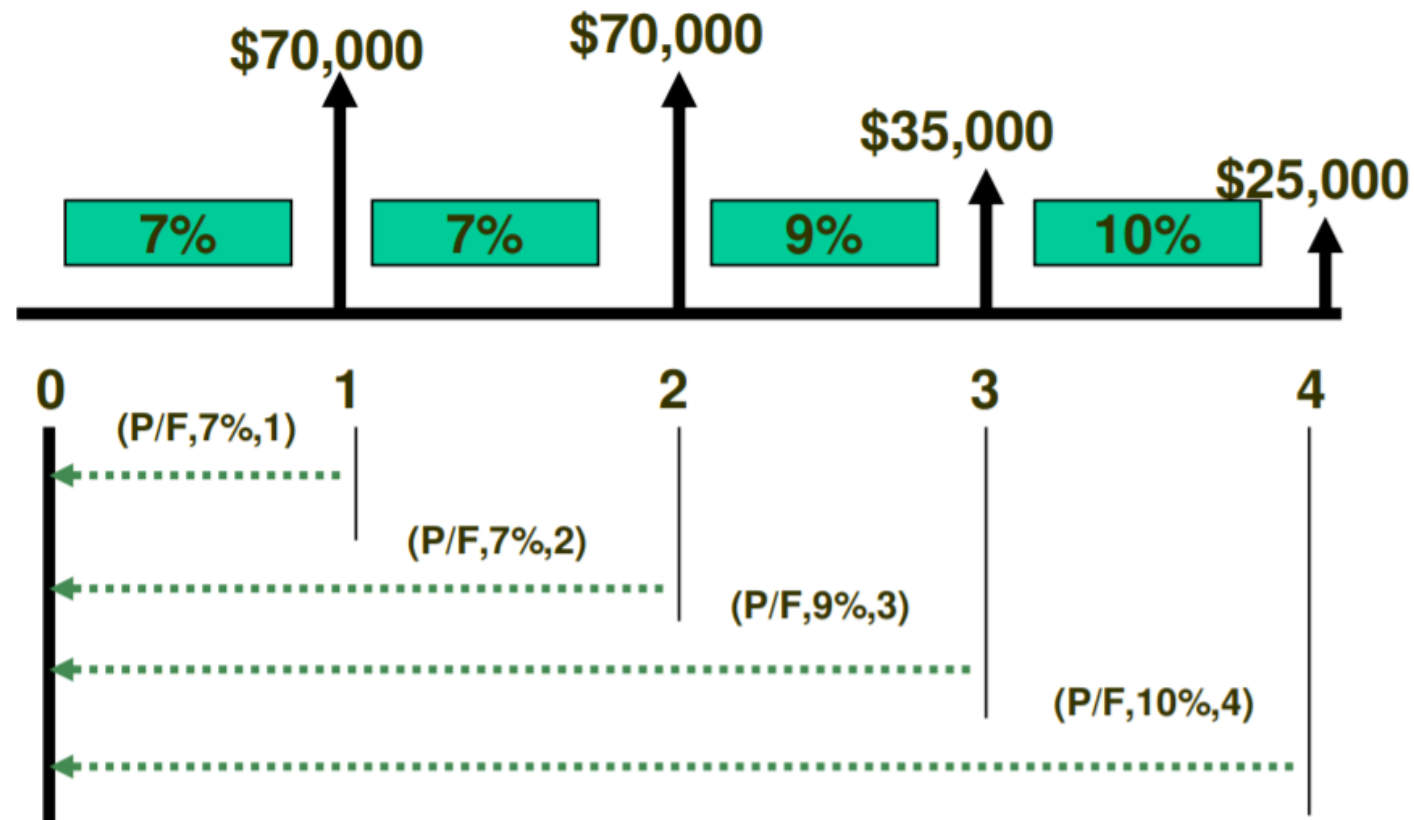 $70,000 $70,000
$35,000
$25,000
7% 7% 9% 10%
0 1 2 3 4
(P/F,7%,1)
(P/F,7%,2)
(P/F,9%,3)
(P/F,10%,4)